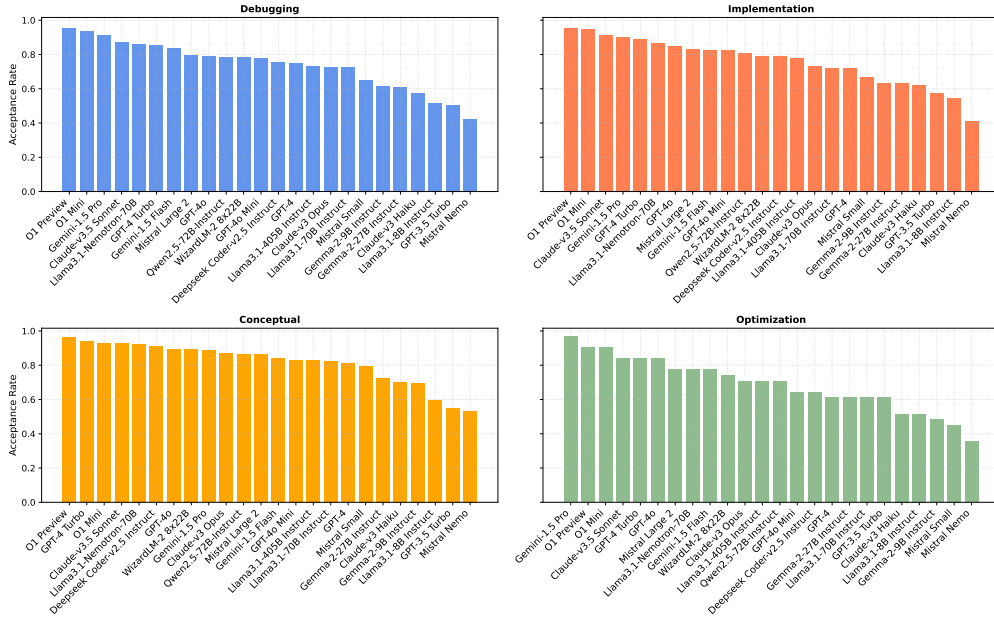 Debugging
1.0
0.8
0.6
0.4
0.2
0.0
Acceptance Rate
O1 Preview
O1 Mini
Gemini-1.5 Pro
Claude-v3.5 Sonnet
Llama3.1-Nemotron-70B
GPT-4 Turbo
Gemini-1.5 Flash
Mistral Large 2
GPT-4o
Qwen2.5-72B-Instruct
WizardLM-2 8x22B
GPT-4o Mini
Deepseek Coder-v2.5 Instruct
GPT-4
Llama3.1-405B Instruct
Claude-v3 Opus
Llama3.1-70B Instruct
Mistral Small
Gemma-2-9B Instruct
Gemma-2-27B Instruct
Claude-v3 Haiku
Llama3.1-8B Instruct
GPT-3.5 Turbo
Mistral Nemo
Implementation
O1 Preview
O1 Mini
Claude-v3.5 Sonnet
Gemini-1.5 Pro
GPT-4 Turbo
Llama3.1-Nemotron-70B
GPT-4o
Mistral Large 2
Gemini-1.5 Flash
GPT-4o Mini
Qwen2.5-72B-Instruct
WizardLM-2 8x22B
Deepseek Coder-v2.5 Instruct
Llama3.1-405B Instruct
Claude-v3 Opus
Llama3.1-70B Instruct
GPT-4
Mistral Small
Gemma-2-9B Instruct
Gemma-2-27B Instruct
Claude-v3 Haiku
GPT-3.5 Turbo
Llama3.1-8B Instruct
Mistral Nemo
Conceptual
1.0
0.8
0.6
0.4
0.2
0.0
Acceptance Rate
O1 Preview
GPT-4 Turbo
O1 Mini
Claude-v3.5 Sonnet
Llama3.1-Nemotron-70B
Deepseek Coder-v2.5 Instruct
GPT-4o
WizardLM-2 8x22B
Gemini-1.5 Pro
Claude-v3 Opus
Qwen2.5-72B-Instruct
Mistral Large 2
Gemini-1.5 Flash
GPT-4o Mini
Llama3.1-405B Instruct
Llama3.1-70B Instruct
GPT-4
Mistral Small
Gemma-2-27B Instruct
Claude-v3 Haiku
Gemma-2-9B Instruct
Llama3.1-8B Instruct
GPT-3.5 Turbo
Mistral Nemo
Optimization
Gemini-1.5 Pro
O1 Preview
O1 Mini
Claude-v3.5 Sonnet
GPT-4 Turbo
GPT-4o
Mistral Large 2
Llama3.1-Nemotron-70B
Gemini-1.5 Flash
WizardLM-2 8x22B
Claude-v3 Opus
Llama3.1-405B Instruct
Qwen2.5-72B-Instruct
GPT-4o Mini
Deepseek Coder-v2.5 Instruct
GPT-4
Gemma-2-27B Instruct
Llama3.1-70B Instruct
GPT-3.5 Turbo
Claude-v3 Haiku
Llama3.1-8B Instruct
Gemma-2-9B Instruct
Mistral Small
Mistral Nemo